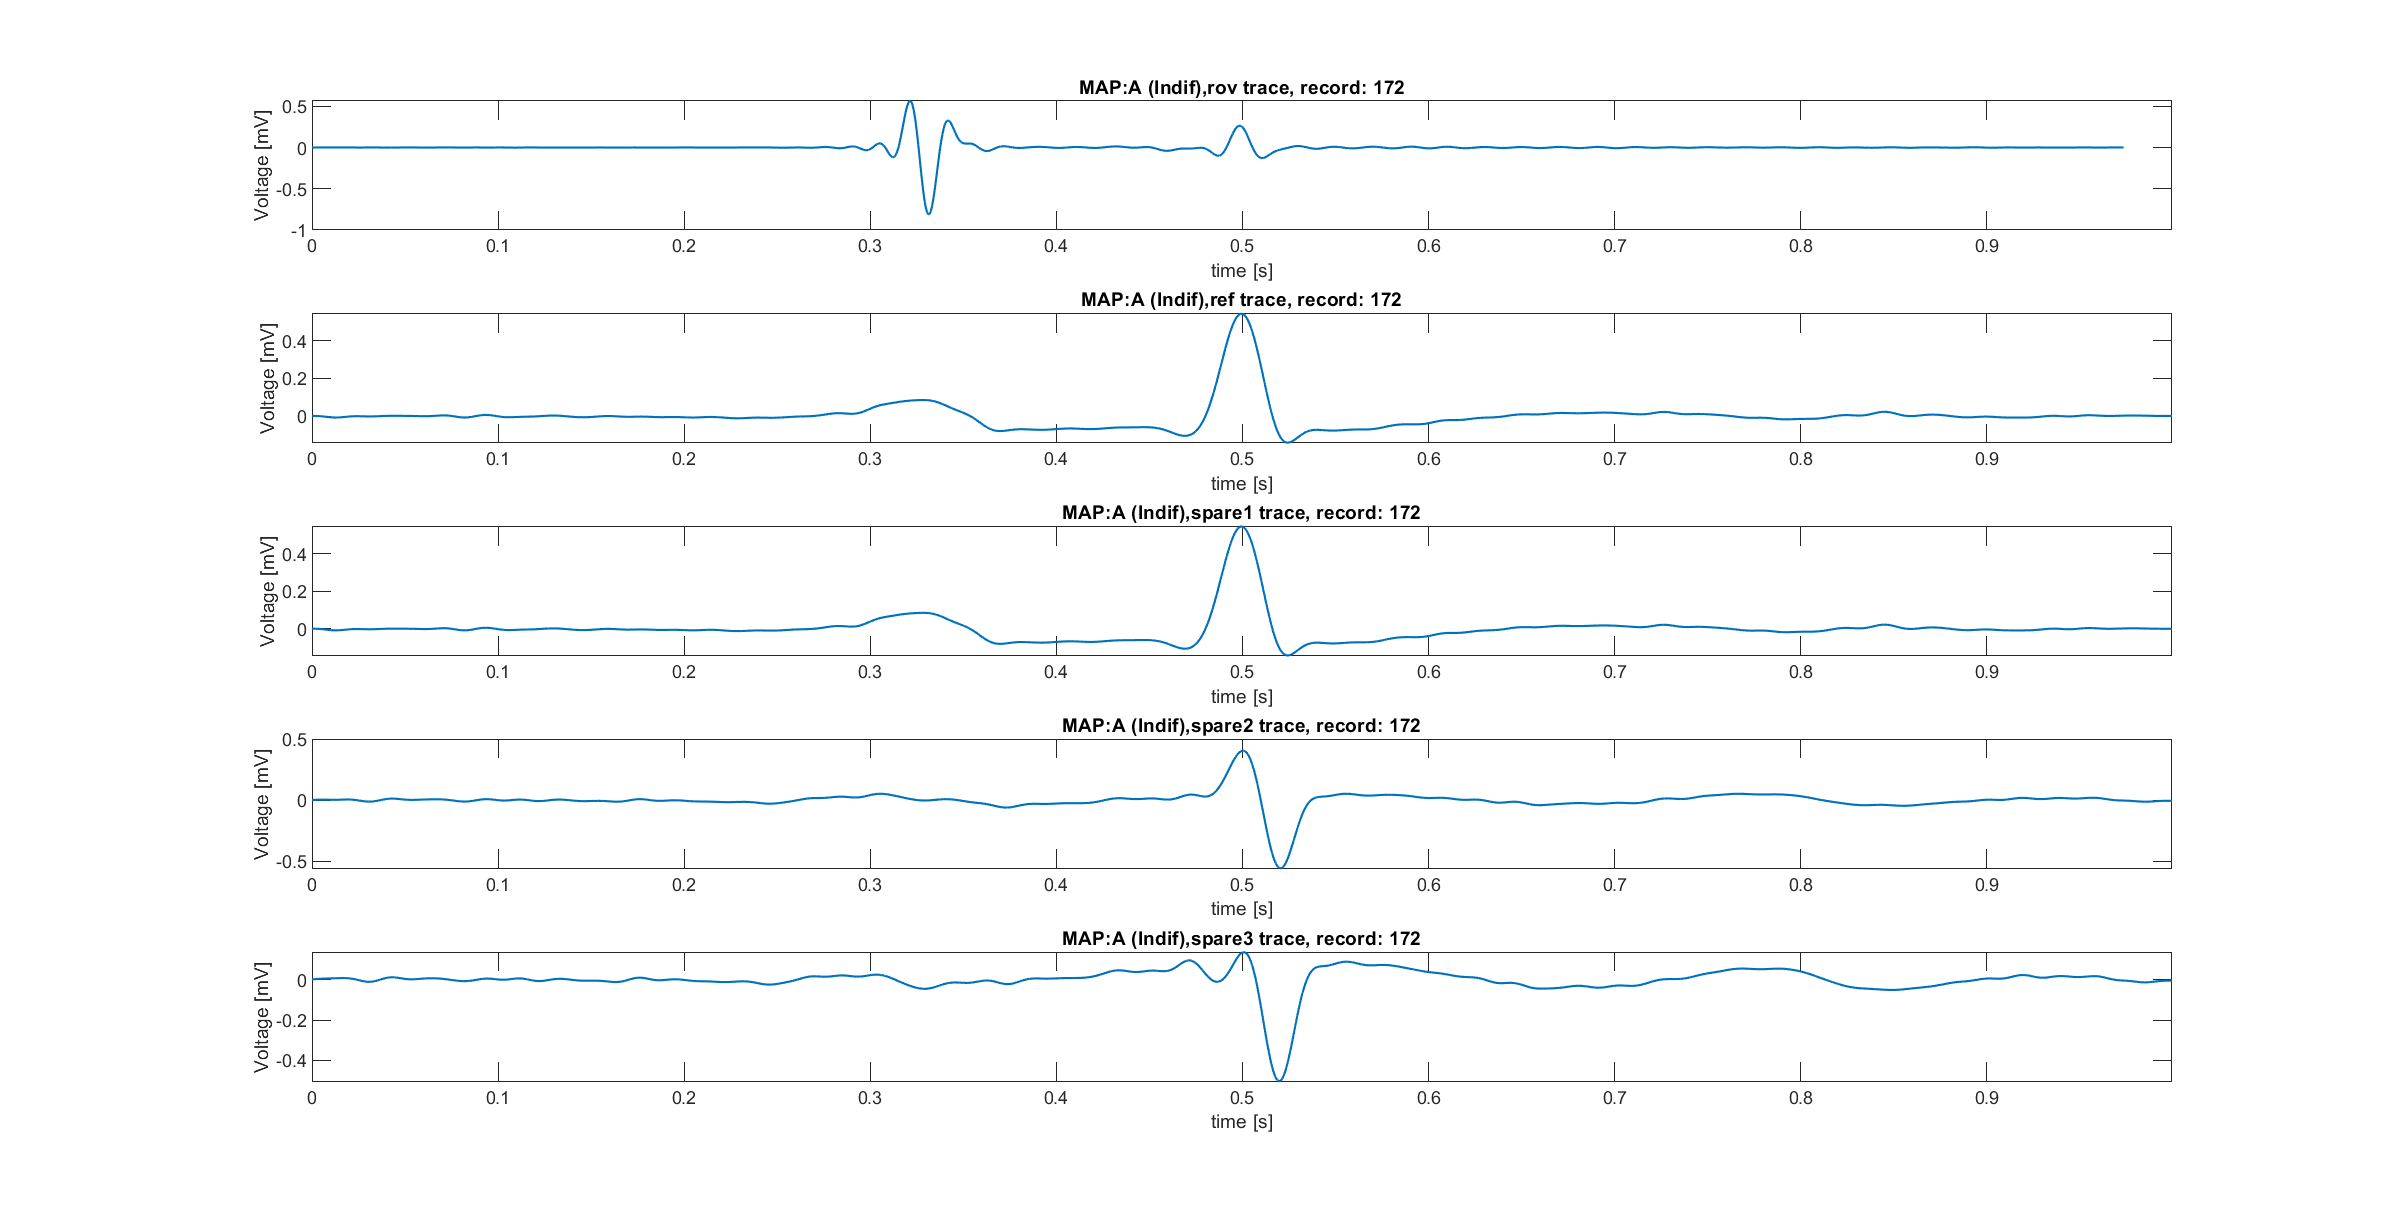 MAP:A (Indif),rov trace, record: 172
Voltage [mV]
0.5
0
-0.5
-1
0 0.1 0.2 0.3 0.4 0.5 0.6 0.7 0.8 0.9
time [s]
MAP:A (Indif),ref trace, record: 172
Voltage [mV]
0.4
0.2
0
0 0.1 0.2 0.3 0.4 0.5 0.6 0.7 0.8 0.9
time [s]
MAP:A (Indif),spare1 trace, record: 172
Voltage [mV]
0.4
0.2
0
0 0.1 0.2 0.3 0.4 0.5 0.6 0.7 0.8 0.9
time [s]
MAP:A (Indif),spare2 trace, record: 172
Voltage [mV]
0.5
0
-0.5
0 0.1 0.2 0.3 0.4 0.5 0.6 0.7 0.8 0.9
time [s]
MAP:A (Indif),spare3 trace, record: 172
Voltage [mV]
0
-0.2
-0.4
0 0.1 0.2 0.3 0.4 0.5 0.6 0.7 0.8 0.9
time [s]